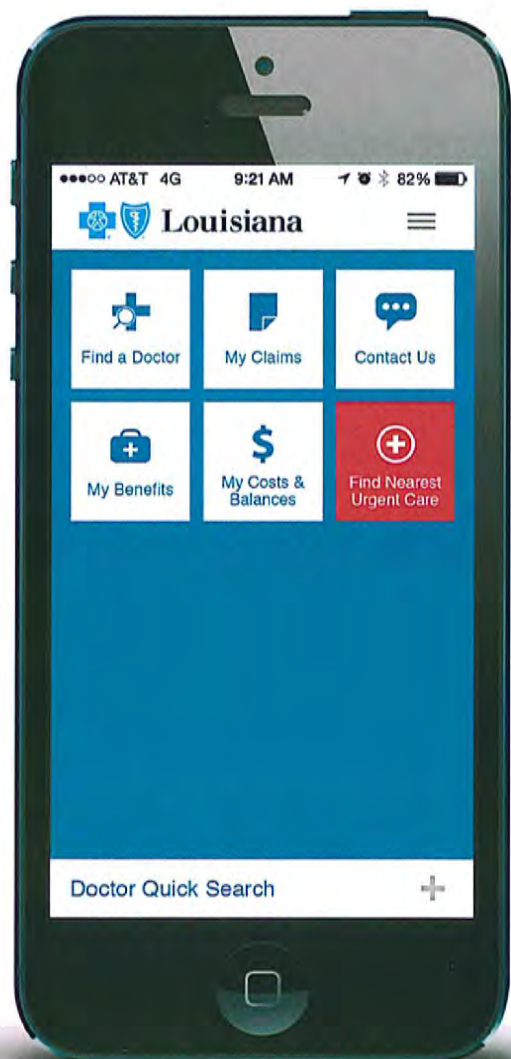 AT&T 4G 9:21 AM 82%
Louisiana
Find a Doctor My Claims Contact Us
My Benefits My Costs & Find Nearest
Balances Urgent Care
Doctor Quick Search